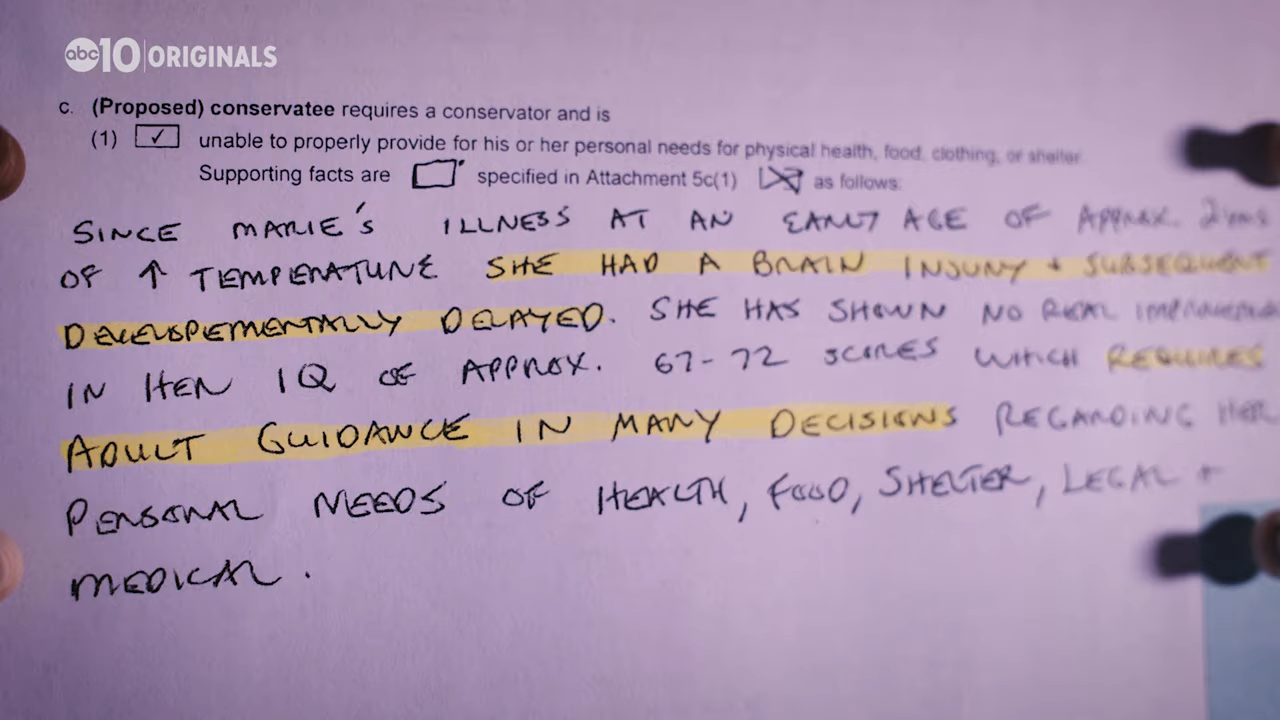 abc10 ORIGINALS
c. (Proposed) conservatee requires a conservator and is
(1) ✓ unable to properly provide for his or her personal needs for physical health, food, clothing, or shelter.
Supporting facts are specified in Attachment 5c(1) as follows:
SINCE MARIE'S ILLNESS AT AN EARLY AGE OF APPROX.
OF ↑ TEMPERATURE SHE HAD A BRAIN INJURY + SUBSEQUENT
DEVELOPEMENTALLY DELAYED. SHE HAS SHOWN NO REAL IMPROVEMENT
IN HER IQ OF APPROX. 67-72 SCORES WHICH REQUIRES
ADULT GUIDANCE IN MANY DECISIONS REGARDING HER
PERSONAL NEEDS OF HEALTH, FOOD, SHELTER, LEGAL +
MEDICAL.